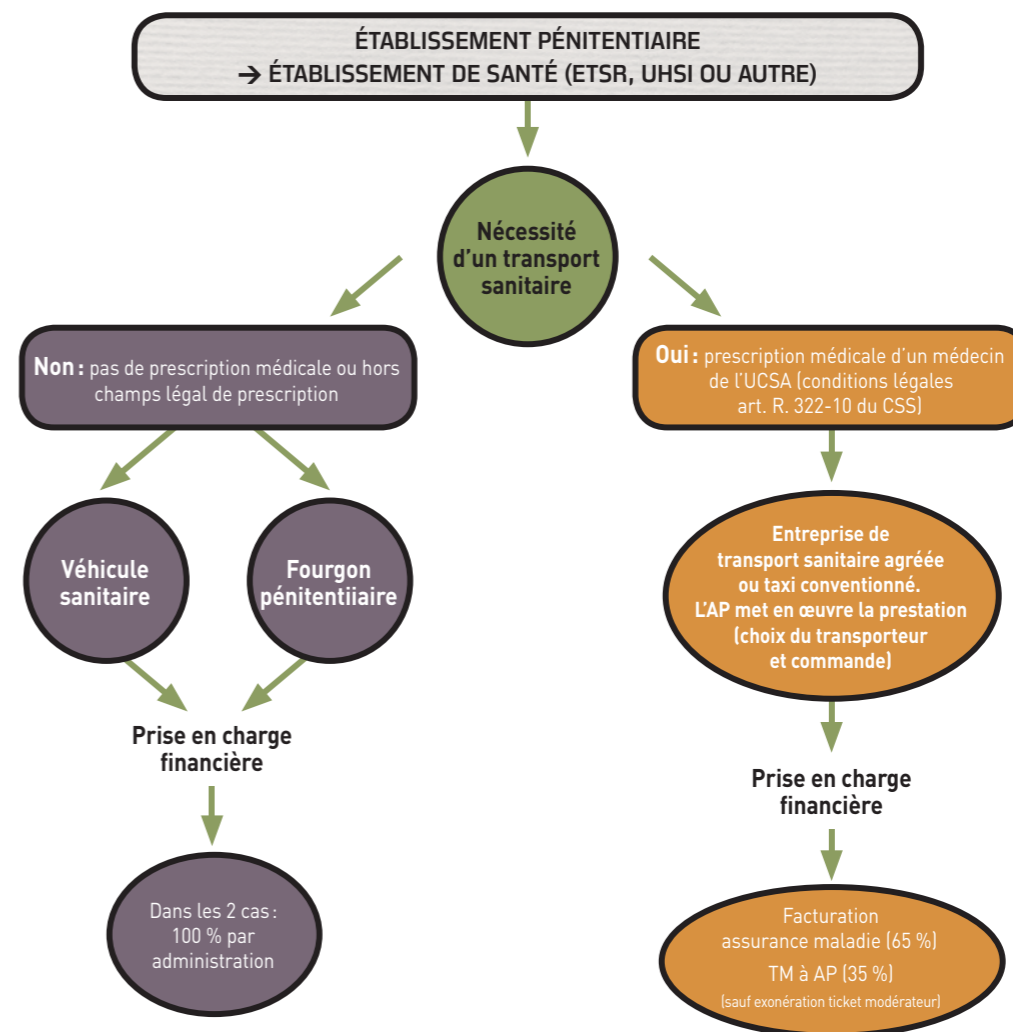 ÉTABLISSEMENT PÉNITENTIAIRE
→ ÉTABLISSEMENT DE SANTÉ (ETSR, UHSI OU AUTRE)
Nécessité
d'un transport
sanitaire
Non : pas de prescription médicale ou hors
champs légal de prescription
Oui : prescription médicale d'un médecin
de l'UCSA (conditions légales
art. R. 322-10 du CSS)
Véhicule
sanitaire
Fourgon
pénitentiiaire
Entreprise de
transport sanitaire agréée
ou taxi conventionné.
L'AP met en œuvre la prestation
(choix du transporteur
et commande)
Prise en charge
financière
Prise en charge
financière
Dans les 2 cas :
100 % par
administration
Facturation
assurance maladie (65 %)
TM à AP (35 %)
(sauf exonération ticket modérateur)